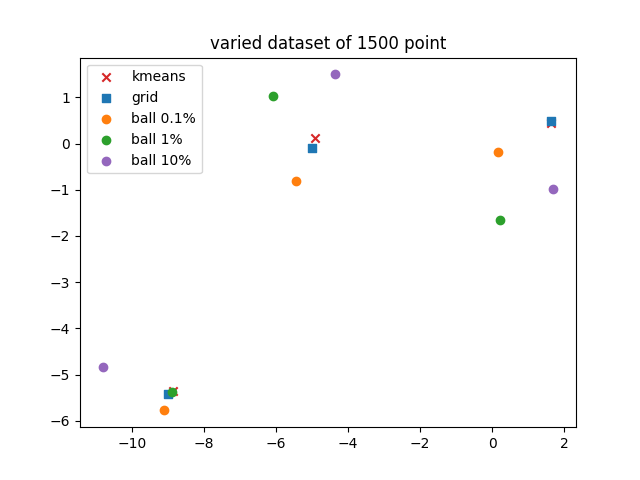 varied dataset of 1500 point
kmeans
grid
ball 0.1%
ball 1%
ball 10%
1
0
−1
−2
−3
−4
−5
−6
−10
−8
−6
−4
−2
0
2